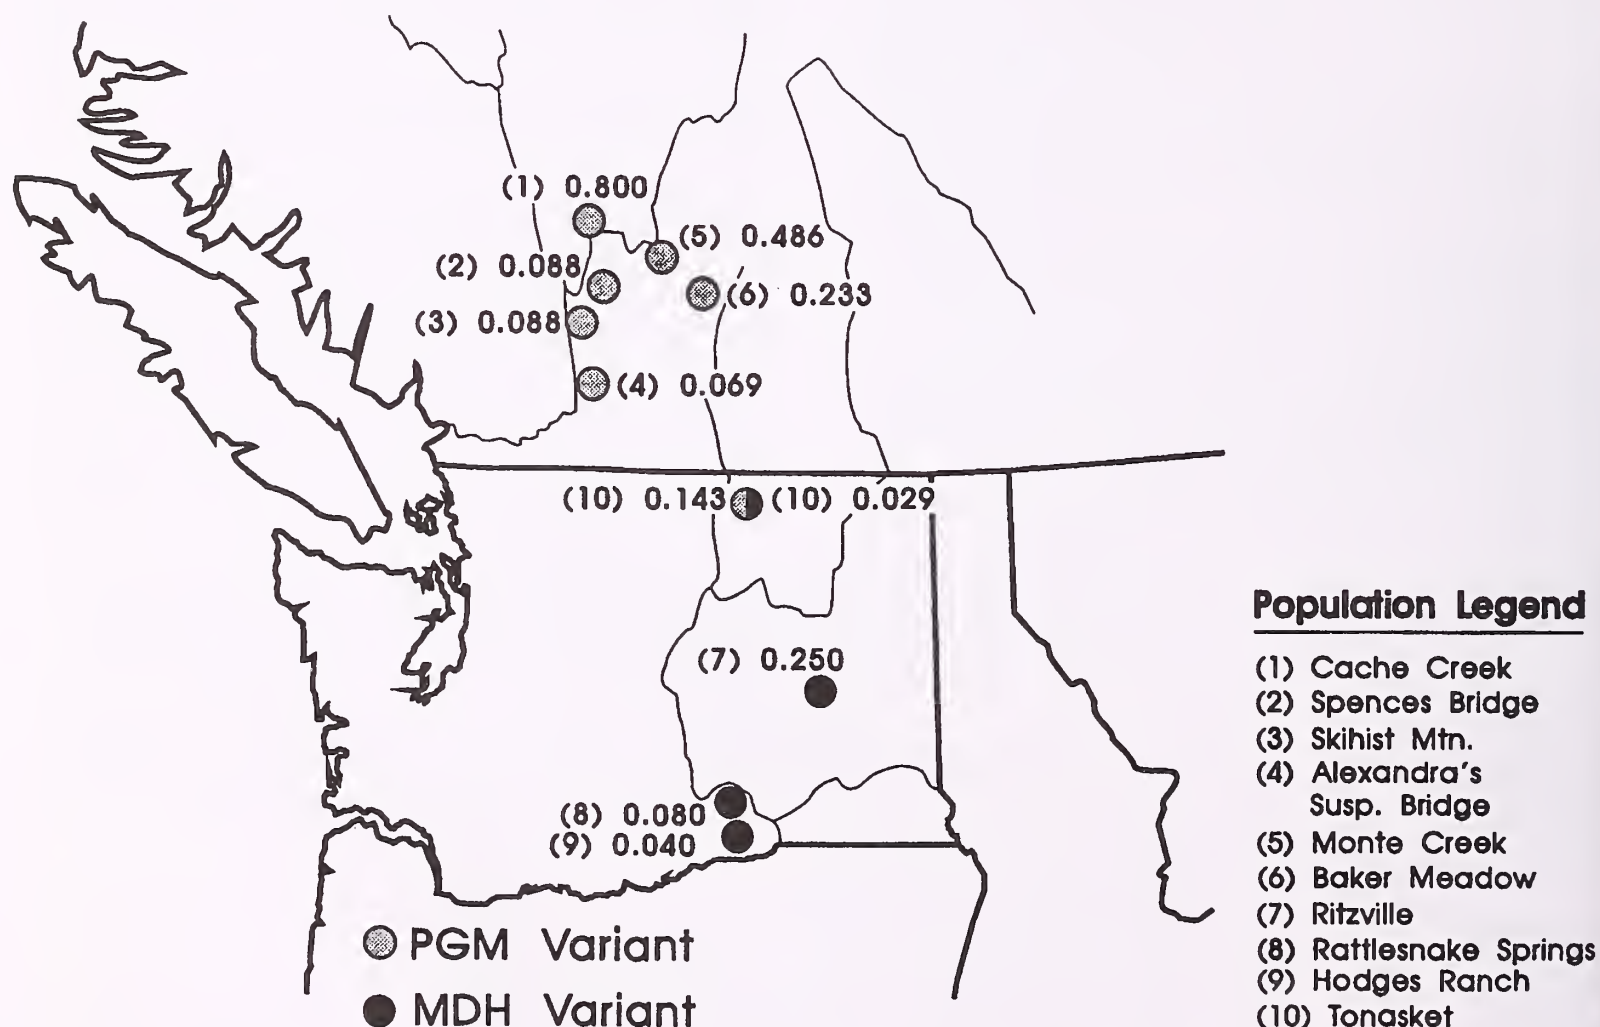 (1) 0.800
(5) 0.486
(2) 0.088
(6) 0.233
(3) 0.088
(4) 0.069
(10) 0.143 (10) 0.029
(7) 0.250
(8) 0.080
(9) 0.040
PGM Variant
MDH Variant
Population Legend
(1) Cache Creek
(2) Spences Bridge
(3) Skihist Mtn.
(4) Alexandra's
Susp. Bridge
(5) Monte Creek
(6) Baker Meadow
(7) Ritzville
(8) Rattlesnake Springs
(9) Hodges Ranch
(10) Tonasket